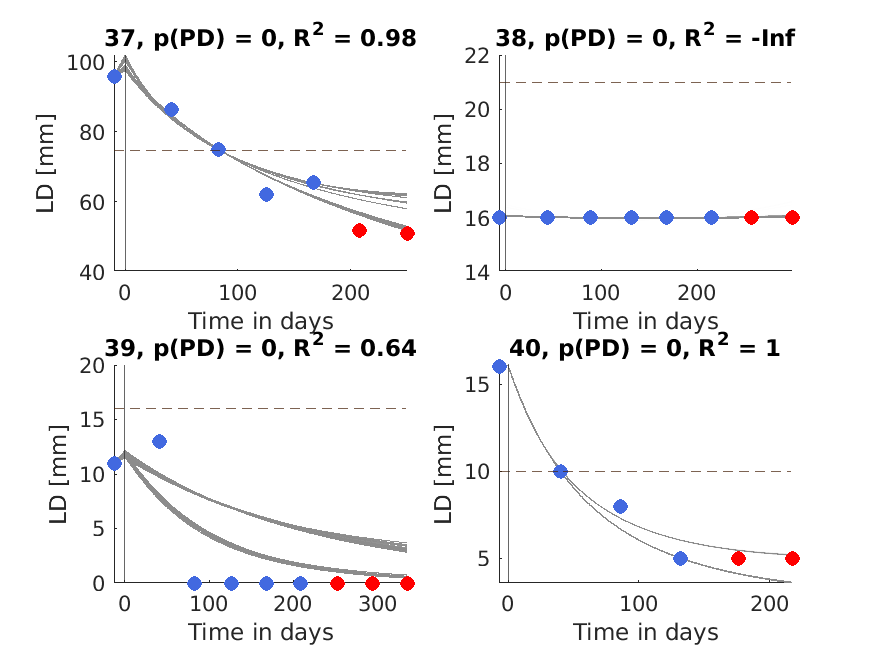 37, p(PD) = 0, R² = 0.98
100
80
60
40
LD [mm]
0
100
200
Time in days
38, p(PD) = 0, R² = -Inf
22
20
18
16
14
LD [mm]
0
100
200
Time in days
39, p(PD) = 0, R² = 0.64
20
15
10
5
0
LD [mm]
0
100
200
300
Time in days
40, p(PD) = 0, R² = 1
15
10
5
LD [mm]
0
100
200
Time in days